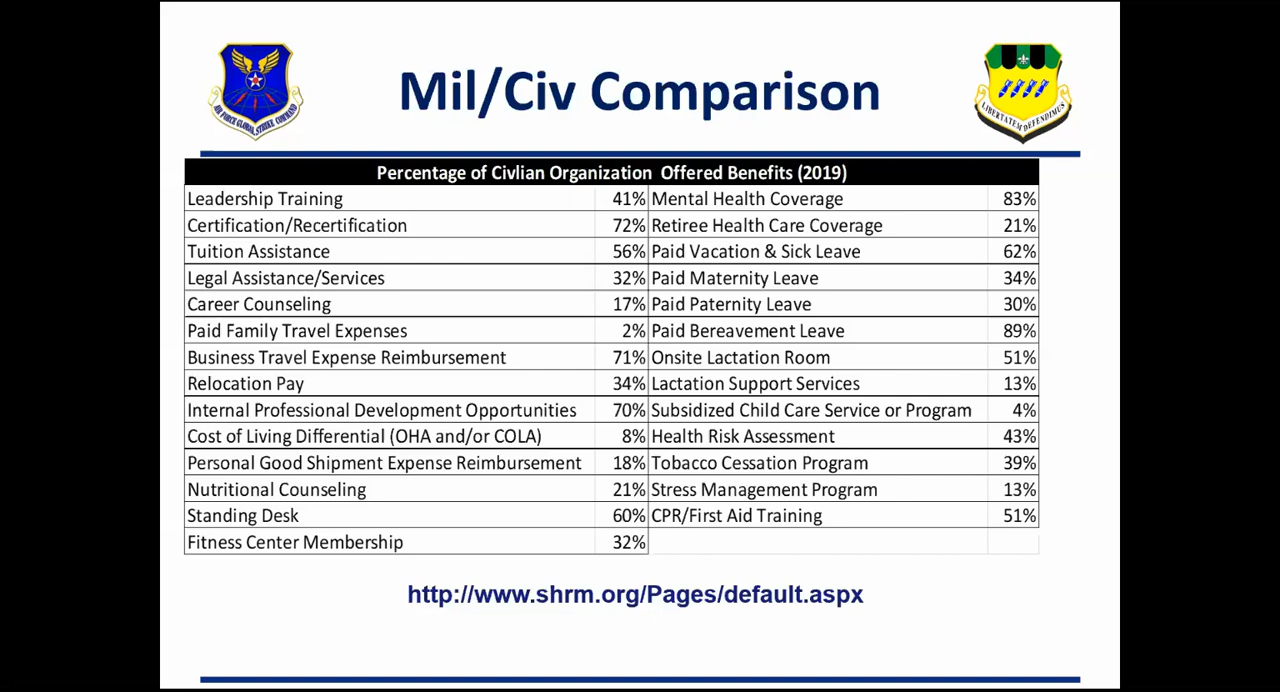 Mil/Civ Comparison
AIR FORCE GLOBAL STRIKE COMMAND
LIBERTATEM DEFENDIMUS
Percentage of Civlian Organization Offered Benefits (2019)
Leadership Training 41% Mental Health Coverage 83%
Certification/Recertification 72% Retiree Health Care Coverage 21%
Tuition Assistance 56% Paid Vacation & Sick Leave 62%
Legal Assistance/Services 32% Paid Maternity Leave 34%
Career Counseling 17% Paid Paternity Leave 30%
Paid Family Travel Expenses 2% Paid Bereavement Leave 89%
Business Travel Expense Reimbursement 71% Onsite Lactation Room 51%
Relocation Pay 34% Lactation Support Services 13%
Internal Professional Development Opportunities 70% Subsidized Child Care Service or Program 4%
Cost of Living Differential (OHA and/or COLA) 8% Health Risk Assessment 43%
Personal Good Shipment Expense Reimbursement 18% Tobacco Cessation Program 39%
Nutritional Counseling 21% Stress Management Program 13%
Standing Desk 60% CPR/First Aid Training 51%
Fitness Center Membership 32%
http://www.shrm.org/Pages/default.aspx